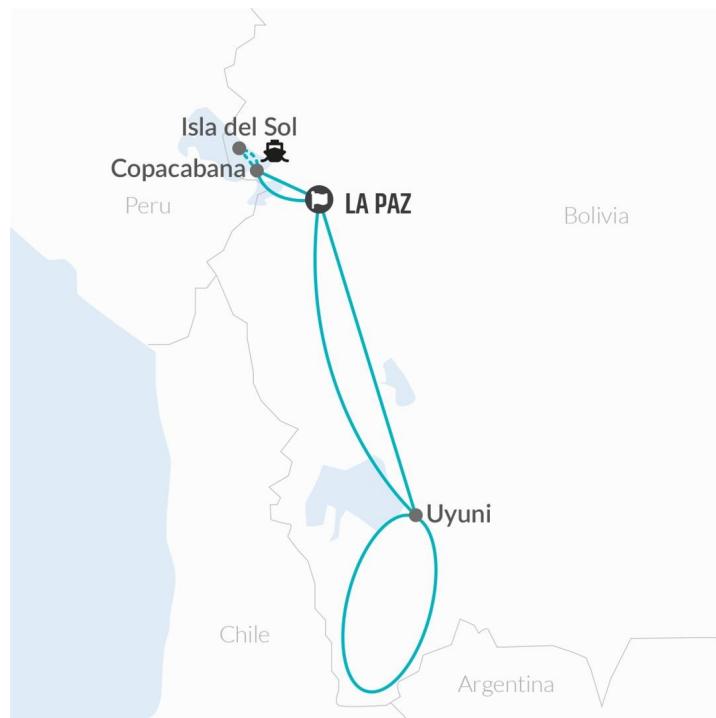 Isla del Sol
Copacabana
LA PAZ
Peru
Bolivia
Uyuni
Chile
Argentina